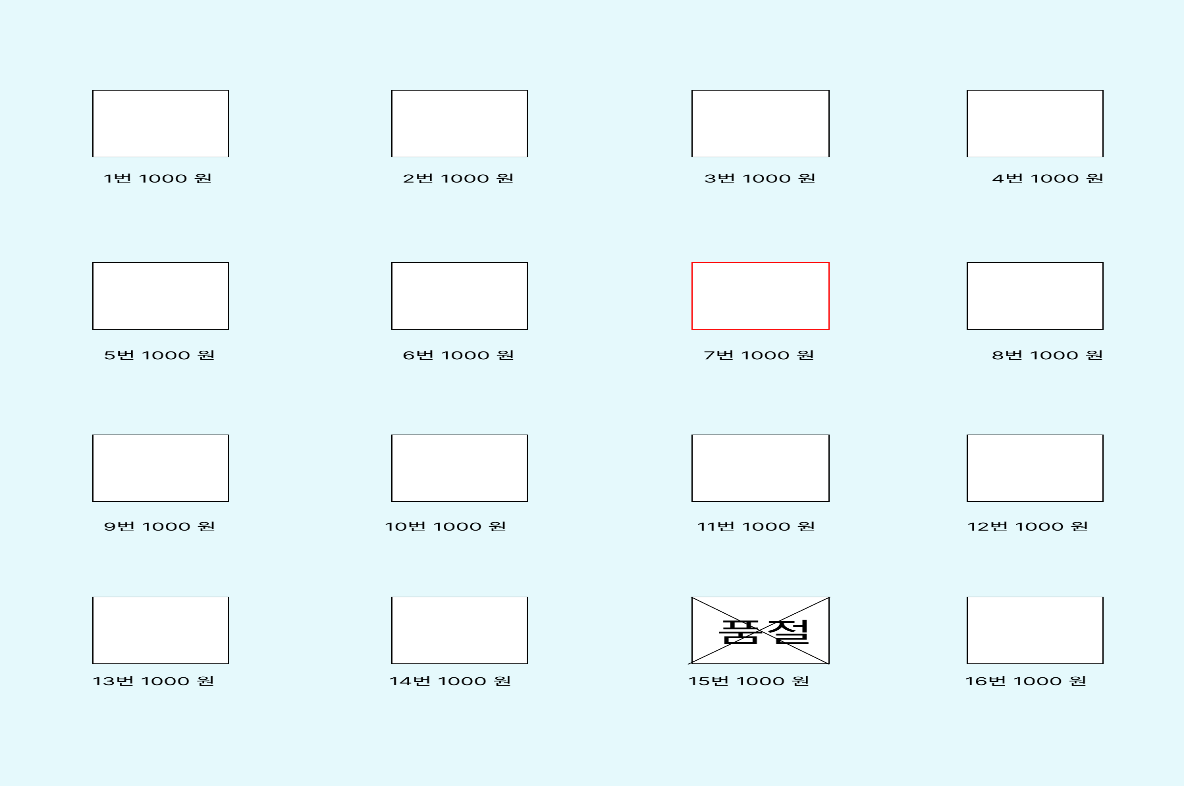 1번 1000 원
2번 1000 원
3번 1000 원
4번 1000 원
5번 1000 원
6번 1000 원
7번 1000 원
8번 1000 원
9번 1000 원
10번 1000 원
11번 1000 원
12번 1000 원
품절
13번 1000 원
14번 1000 원
15번 1000 원
16번 1000 원